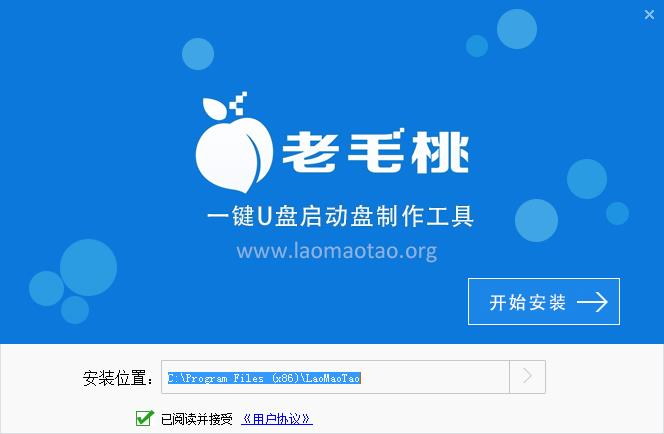 老毛桃
一键U盘启动盘制作工具
www.laomaotao.org
开始安装
安装位置：
C:\Program Files (x86)\LaoMaoTao
已阅读并接受 《用户协议》